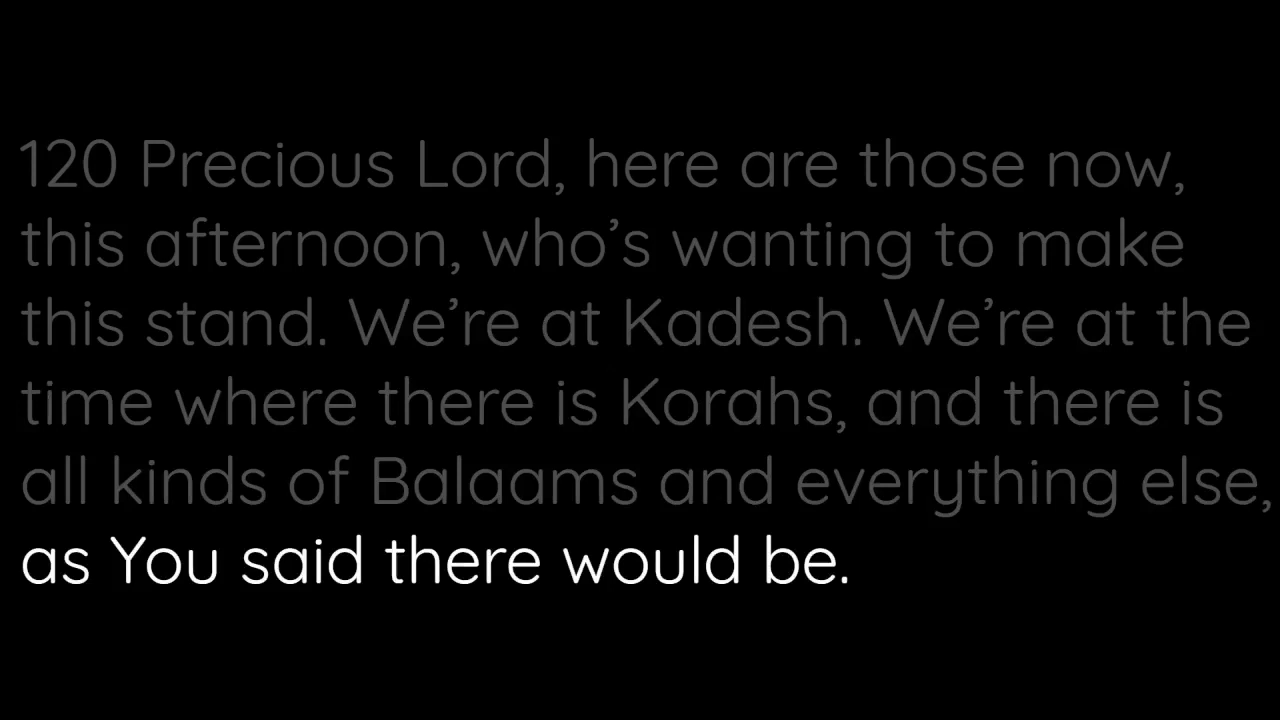 120 Precious Lord, here are those now,
this afternoon, who’s wanting to make
this stand. We’re at Kadesh. We’re at the
time where there is Korahs, and there is
all kinds of Balaams and everything else,
as You said there would be.